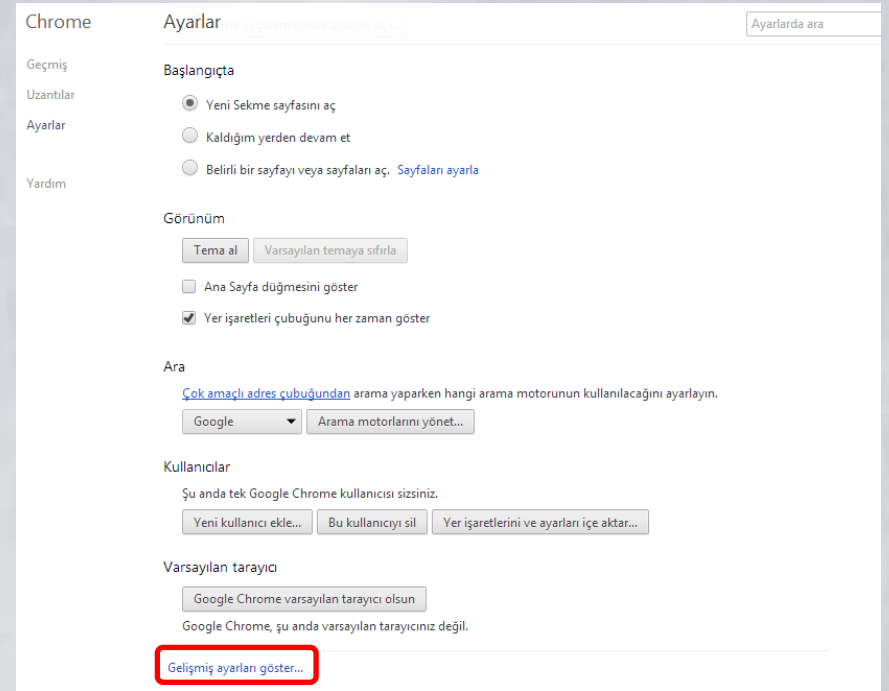 Chrome
Ayarlar
Ayarlarda ara
Geçmiş
Uzantılar
Ayarlar
Yardım
Başlangıçta
Yeni Sekme sayfasını aç
Kaldığım yerden devam et
Belirli bir sayfayı veya sayfaları aç. Sayfaları ayarla
Görünüm
Tema al Varsayılan temaya sıfırla
Ana Sayfa düğmesini göster
Yer işaretleri çubuğunu her zaman göster
Ara
Çok amaçlı adres çubuğundan arama yaparken hangi arama motorunun kullanılacağını ayarlayın.
Google Arama motorlarını yönet...
Kullanıcılar
Şu anda tek Google Chrome kullanıcısı sizsiniz.
Yeni kullanıcı ekle... Bu kullanıcıyı sil Yer işaretlerini ve ayarları içe aktar...
Varsayılan tarayıcı
Google Chrome varsayılan tarayıcı olsun
Google Chrome, şu anda varsayılan tarayıcınız değil.
Gelişmiş ayarları göster...